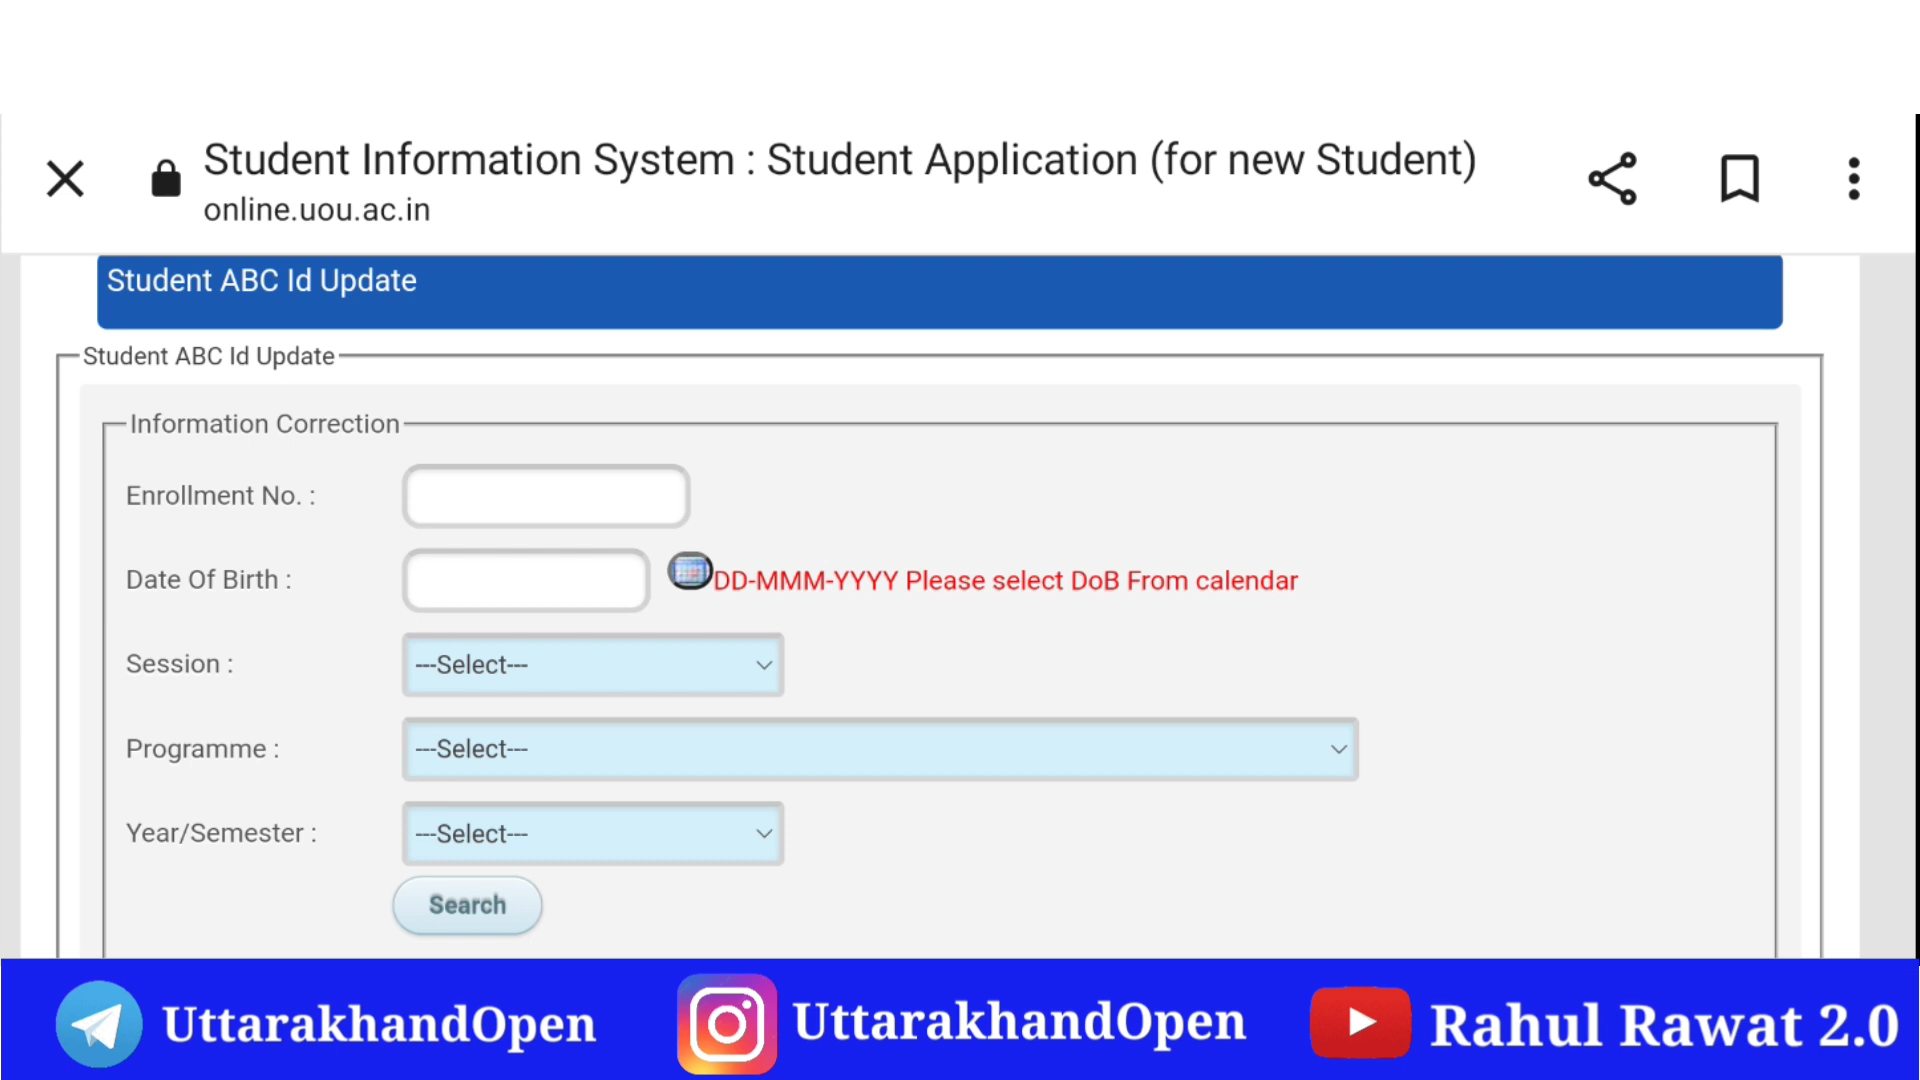 Student Information System : Student Application (for new Student)
online.uou.ac.in
Student ABC Id Update
Student ABC Id Update
Information Correction
Enrollment No. :
Date Of Birth : DD-MMM-YYYY Please select DoB From calendar
Session : ---Select---
Programme : ---Select---
Year/Semester : ---Select---
Search
UttarakhandOpen UttarakhandOpen Rahul Rawat 2.0